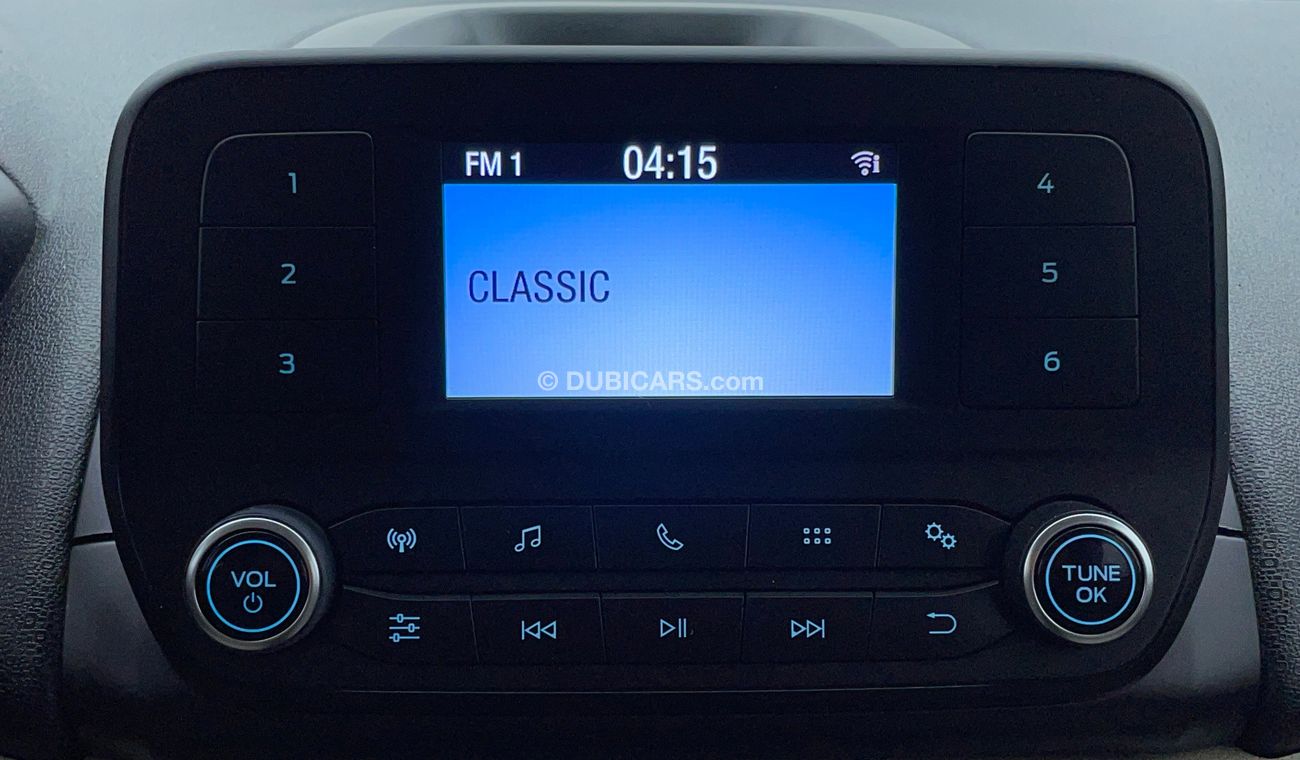 FM 1 04:15 i
1
4
CLASSIC
2
5
3
6
© DUBICARS.com
VOL
TUNE
OK